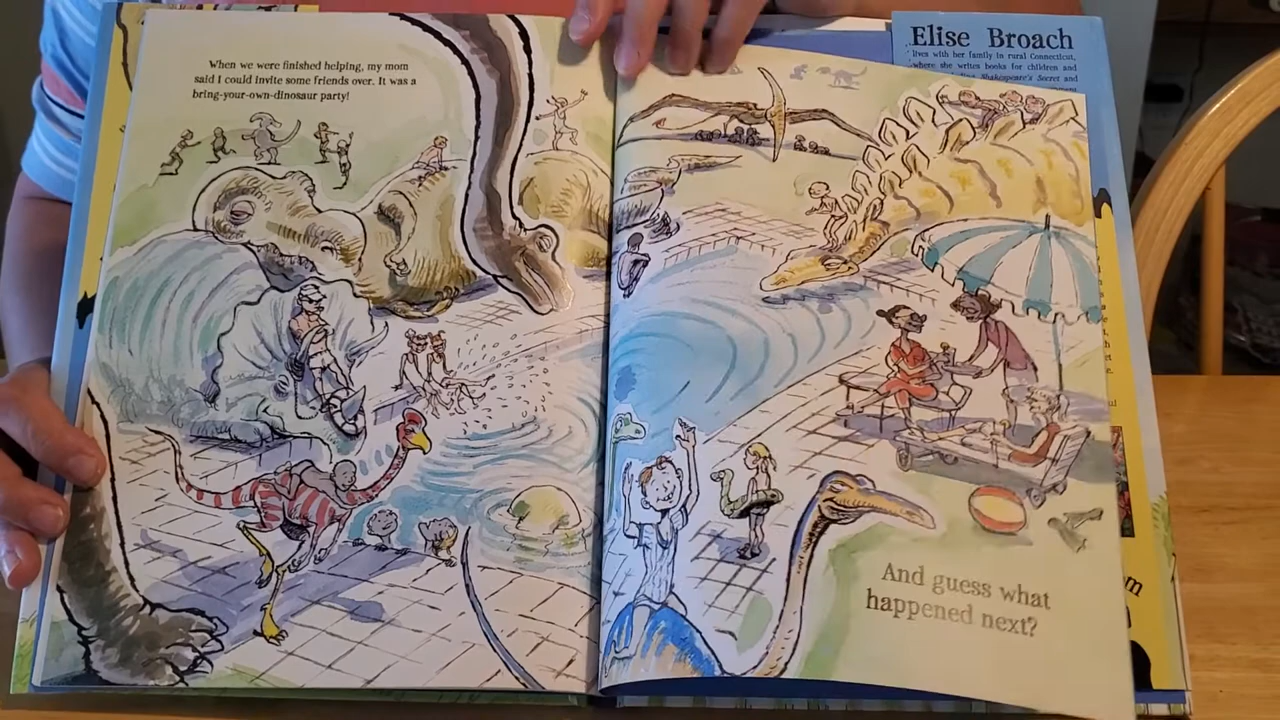 When we were finished helping, my mom
said I could invite some friends over. It was a
bring-your-own-dinosaur party!
Elise Broach
lives with her family in rural Connecticut,
where she writes books for children and
Shakespeare's Secret and
And guess what
happened next?